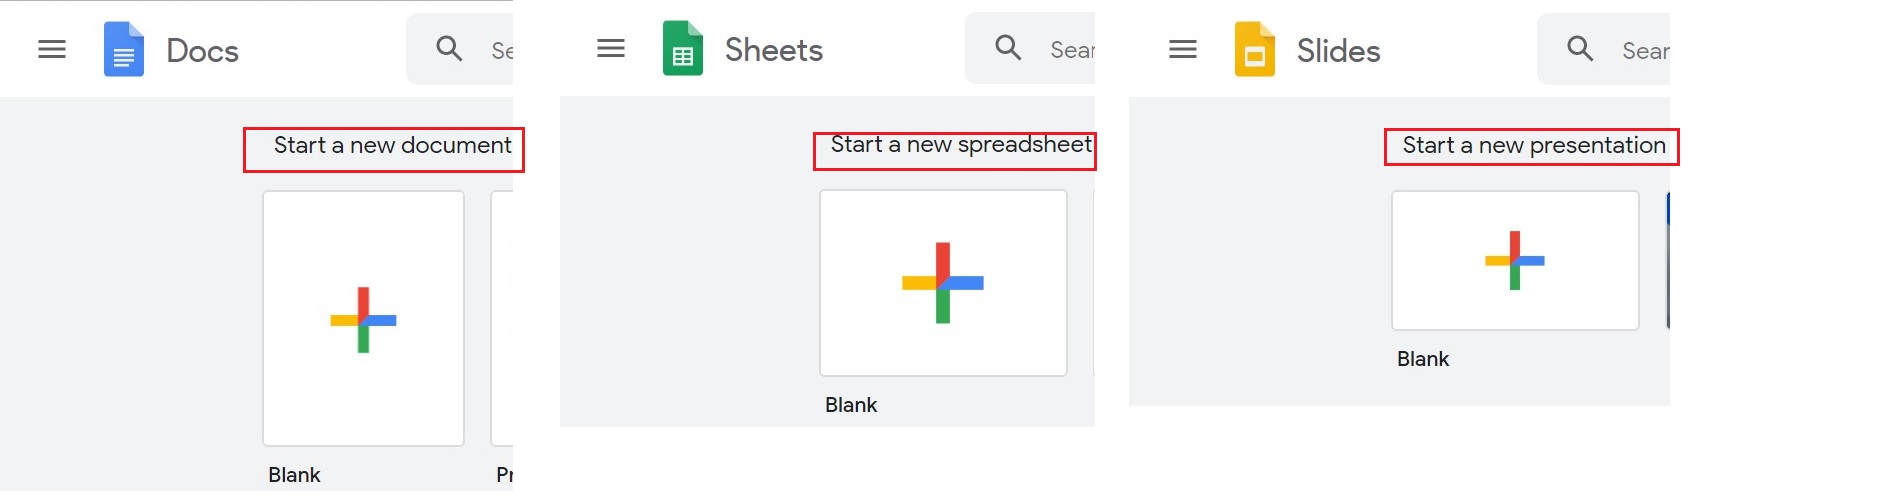 Docs
Se
Start a new document
Blank
Pr
Sheets
Sear
Start a new spreadsheet
Blank
Slides
Sear
Start a new presentation
Blank